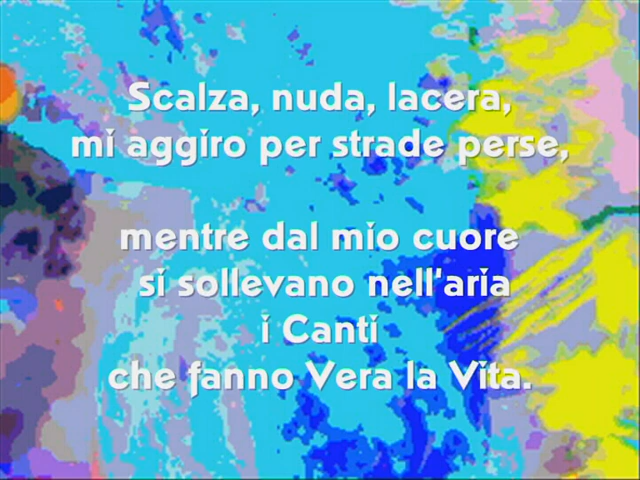 Scalza, nuda, lacera,
mi aggiro per strade perse,
mentre dal mio cuore
si sollevano nell'aria
i Canti
che fanno Vera la Vita.